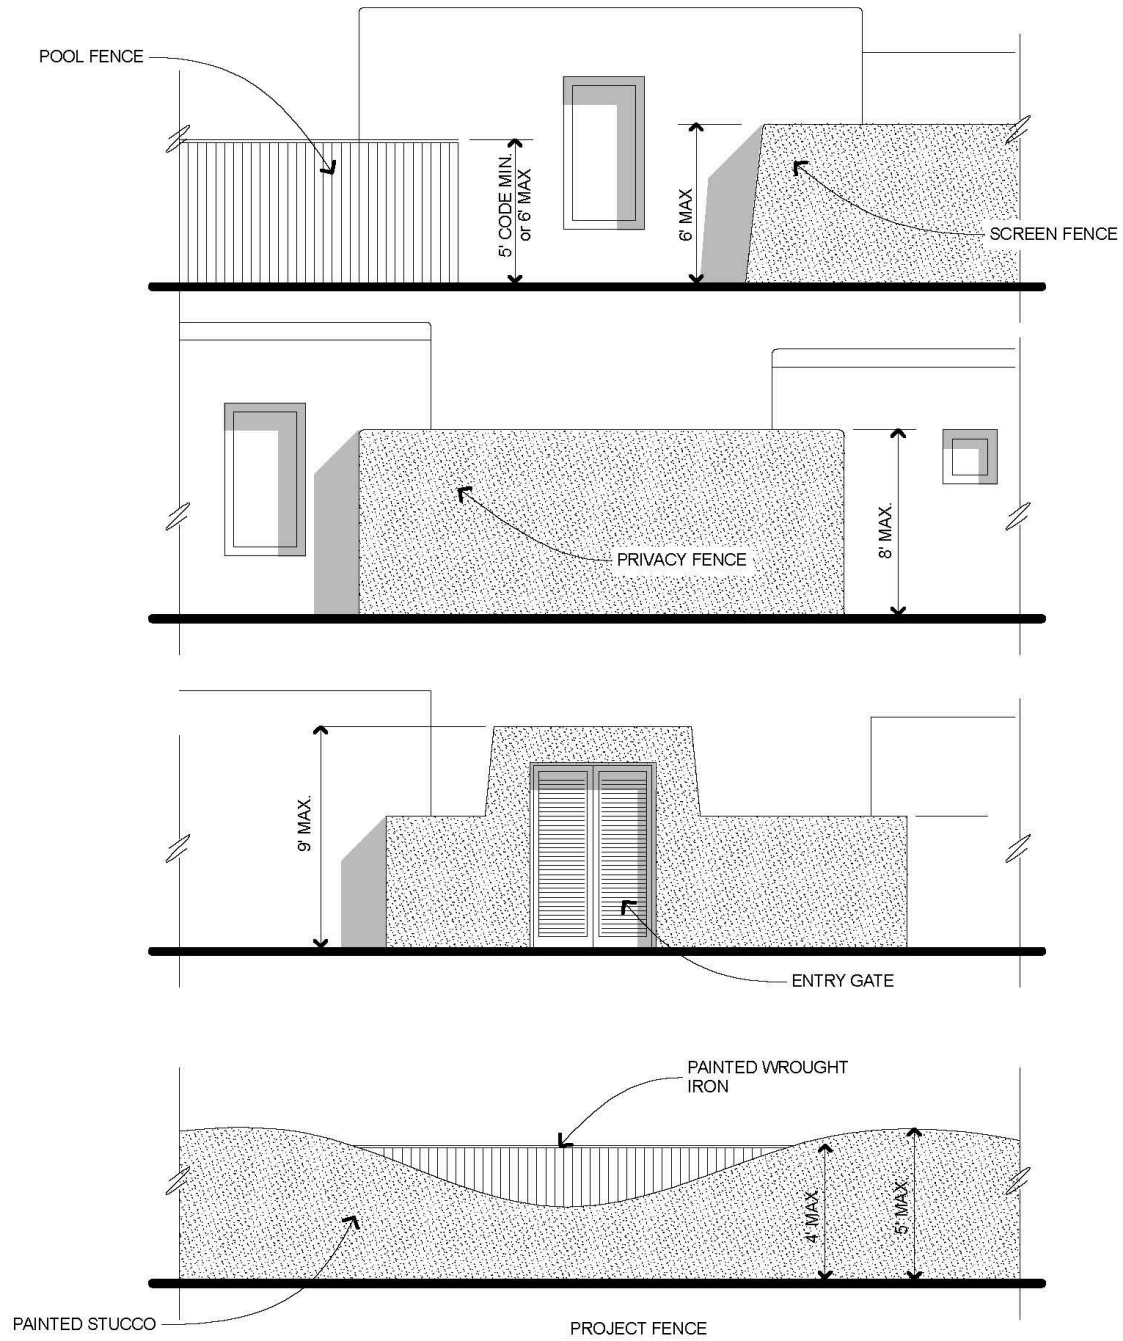 POOL FENCE
5' CODE MIN.
or 6' MAX
6' MAX
SCREEN FENCE
PRIVACY FENCE
8' MAX.
9' MAX.
ENTRY GATE
PAINTED WROUGHT
IRON
4' MAX
5' MAX
PAINTED STUCCO
PROJECT FENCE